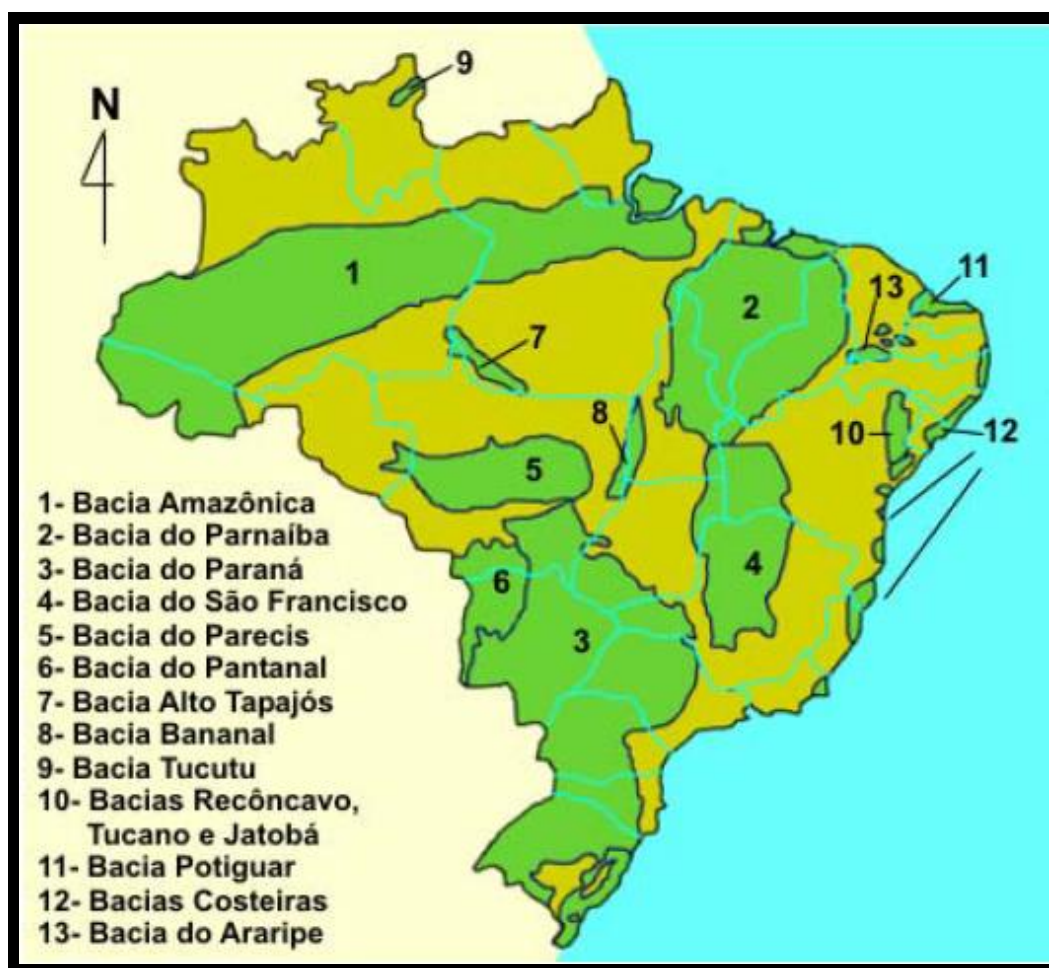 9
N
11
13
1
2
7
8
10
12
5
4
6
3
1- Bacia Amazônica
2- Bacia do Parnaíba
3- Bacia do Paraná
4- Bacia do São Francisco
5- Bacia do Parecis
6- Bacia do Pantanal
7- Bacia Alto Tapajós
8- Bacia Bananal
9- Bacia Tucutu
10- Bacias Recôncavo,
Tucano e Jatobá
11- Bacia Potiguar
12- Bacias Costeiras
13- Bacia do Araripe